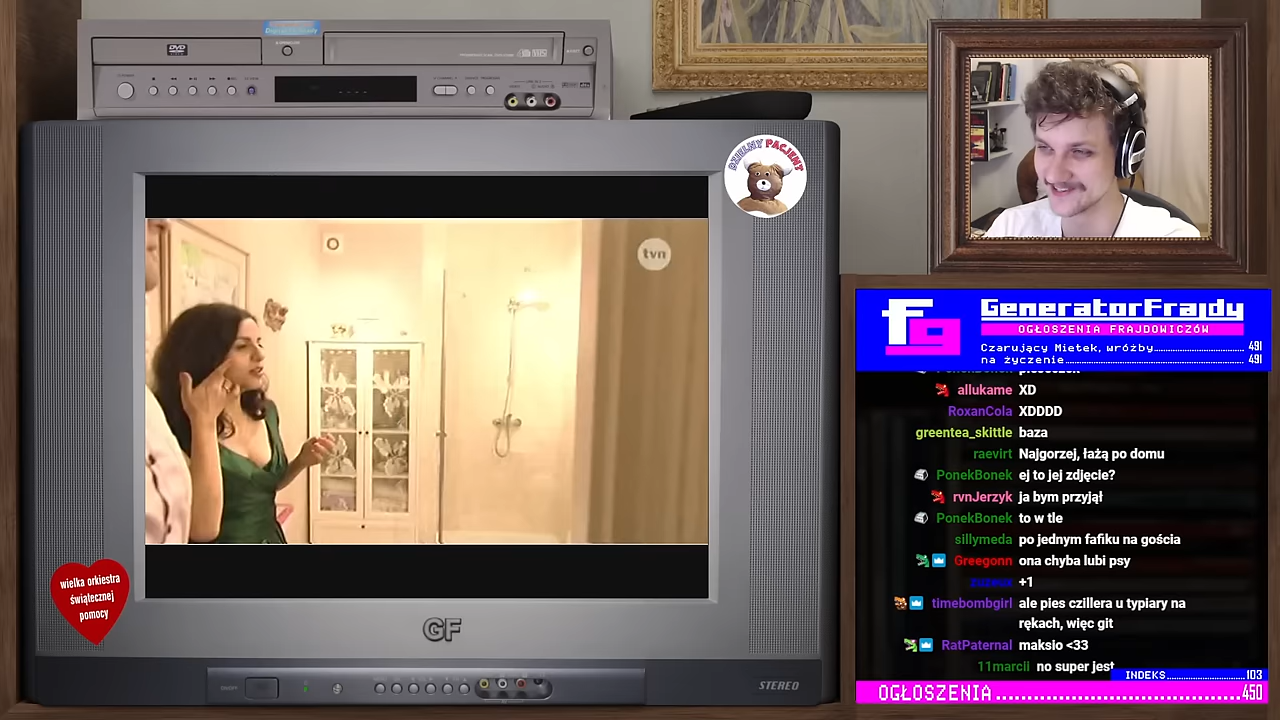 DVD
VHS
DZIELNY PACJENT
tvn
wielka orkiestra
świątecznej
pomocy
GF
STEREO
fg
GeneratorFrajdy
OGŁOSZENIA FRAJDOWICZÓW
Czarujący Mietek, wróżby 491
na życzenie 491
allukame XD
RoxanCola XDDDD
greentea_skittle baza
raevirt Najgorzej, łażą po domu
PonekBonek ej to jej zdjęcie?
rvnJerzyk ja bym przyjął
PonekBonek to w tle
sillymeda po jednym fafiku na gościa
Greegonn ona chyba lubi psy
+1
timebombgirl ale pies czillera u typiary na
rękach, więc git
RatPaternal maksio <33
11marcii no super jest
INDEKS 103
OGŁOSZENIA 450